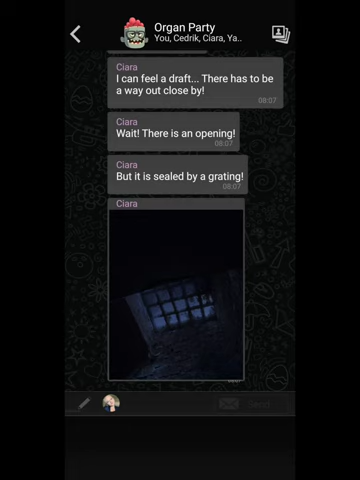 Organ Party
You, Cedrik, Ciara, Ya..
Ciara
I can feel a draft... There has to be
a way out close by!
08:07
Ciara
Wait! There is an opening!
08:07
Ciara
But it is sealed by a grating!
08:07
Ciara
08:07
Send